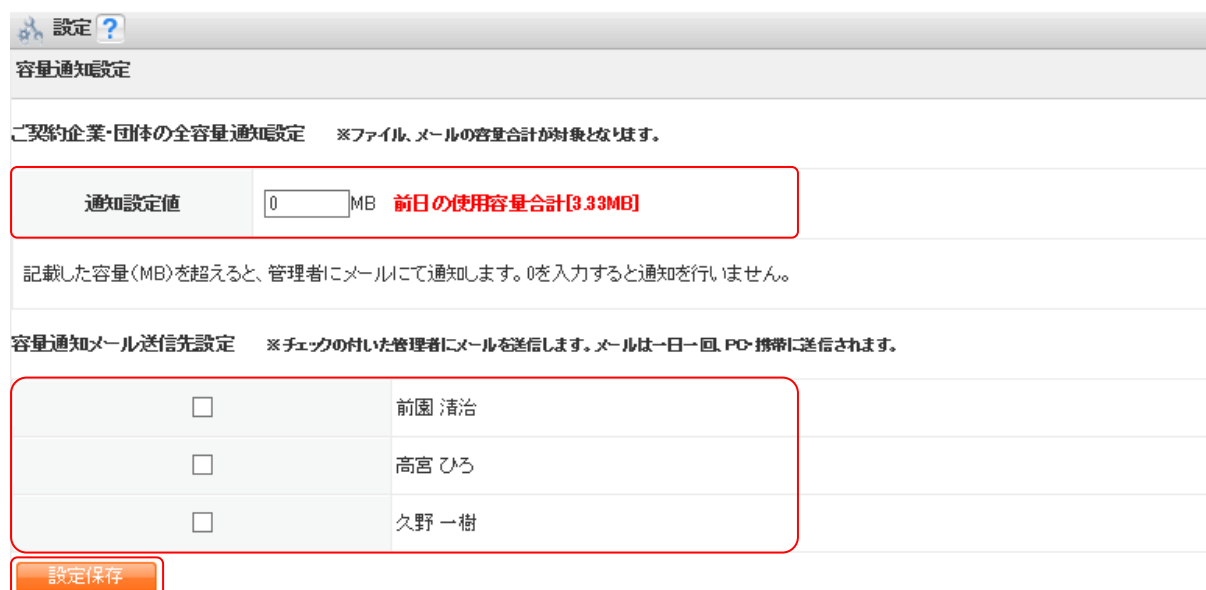 設定 ?
容量通知設定
ご契約企業・団体の全容量通知設定 ※ファイル、メールの容量合計が対象となります。
通知設定値 0 MB 前日の使用容量合計[3.33MB]
記載した容量(MB)を超えると、管理者にメールにて通知します。0を入力すると通知を行いません。
容量通知メール送信先設定 ※チェックの付いた管理者にメールを送信します。メールは一日一回、PC・携帯に送信されます。
前園 清治
高宮 ひろ
久野 一樹
設定保存